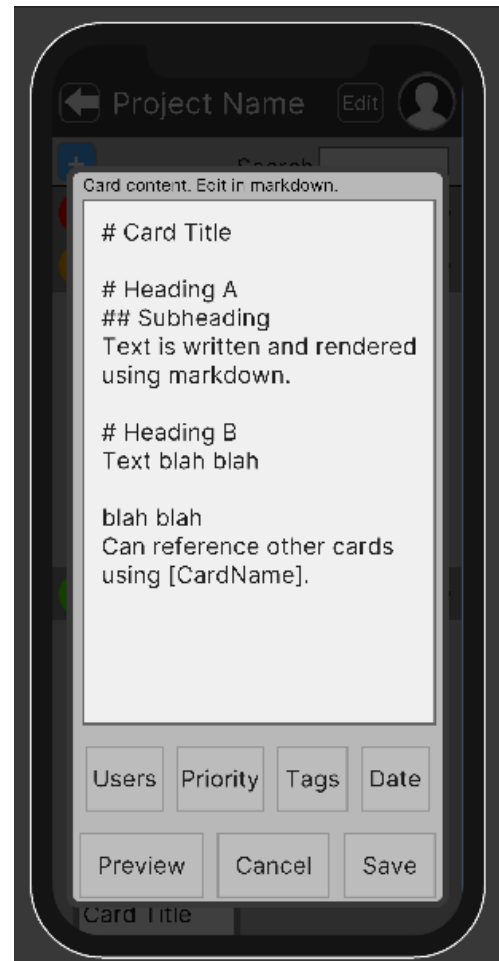 Project Name Edit
Search
Card content. Edit in markdown.
# Card Title
# Heading A
## Subheading
Text is written and rendered
using markdown.
# Heading B
Text blah blah
blah blah
Can reference other cards
using [CardName].
Users Priority Tags Date
Preview Cancel Save
Card Title